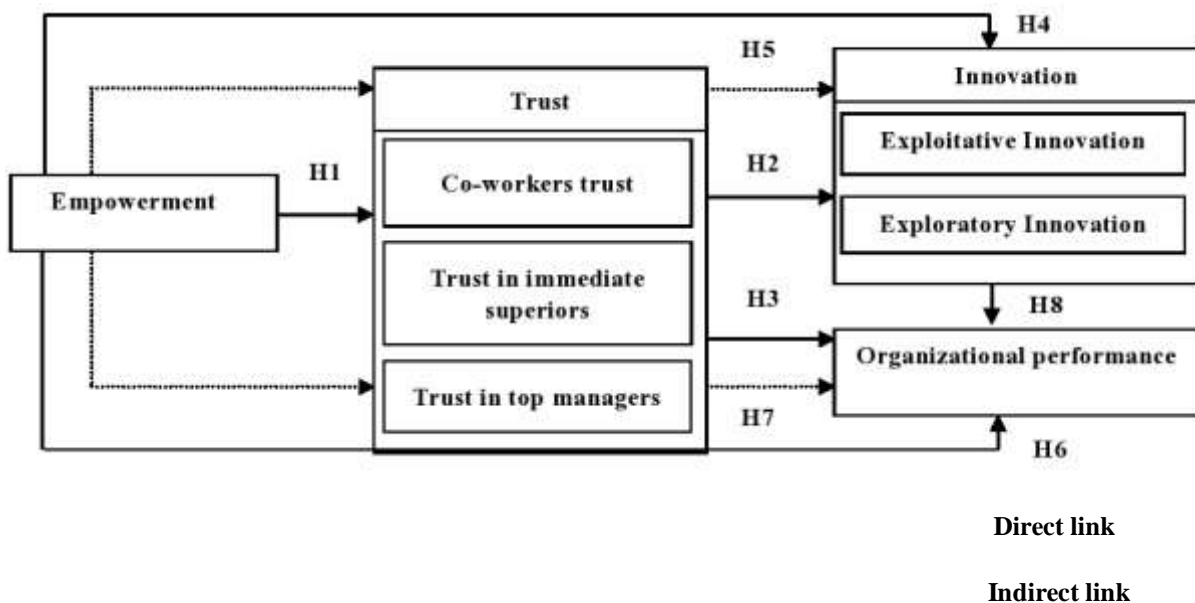 H4
H5
Innovation
Trust
Exploitative Innovation
H1
H2
Co-workers trust
Empowerment
Exploratory Innovation
Trust in immediate
superiors
H3
H8
Organizational performance
Trust in top managers
H7
H6
Direct link
Indirect link